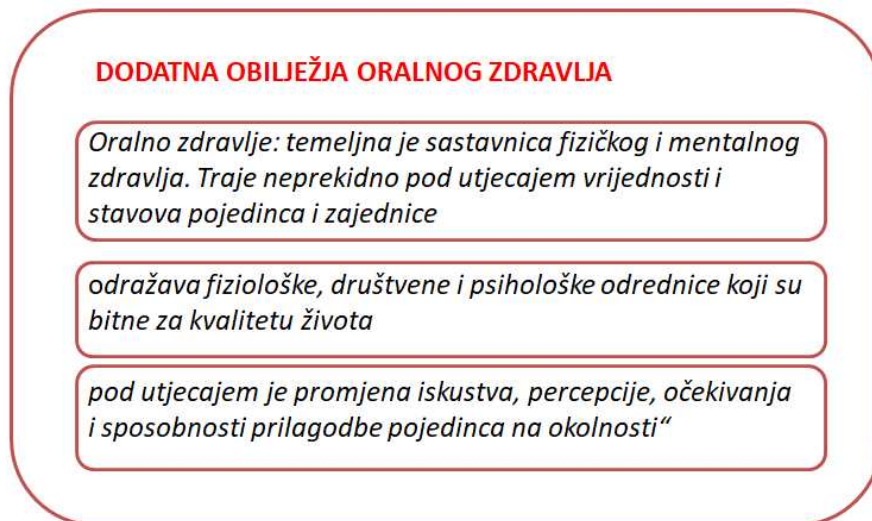 DODATNA OBILJEŽJA ORALNOG ZDRAVLJA
Oralno zdravlje: temeljna je sastavnica fizičkog i mentalnog
zdravlja. Traje neprekidno pod utjecajem vrijednosti i
stavova pojedinca i zajednice
odražava fiziološke, društvene i psihološke odrednice koji su
bitne za kvalitetu života
pod utjecajem je promjena iskustva, percepcije, očekivanja
i sposobnosti prilagodbe pojedinca na okolnosti“